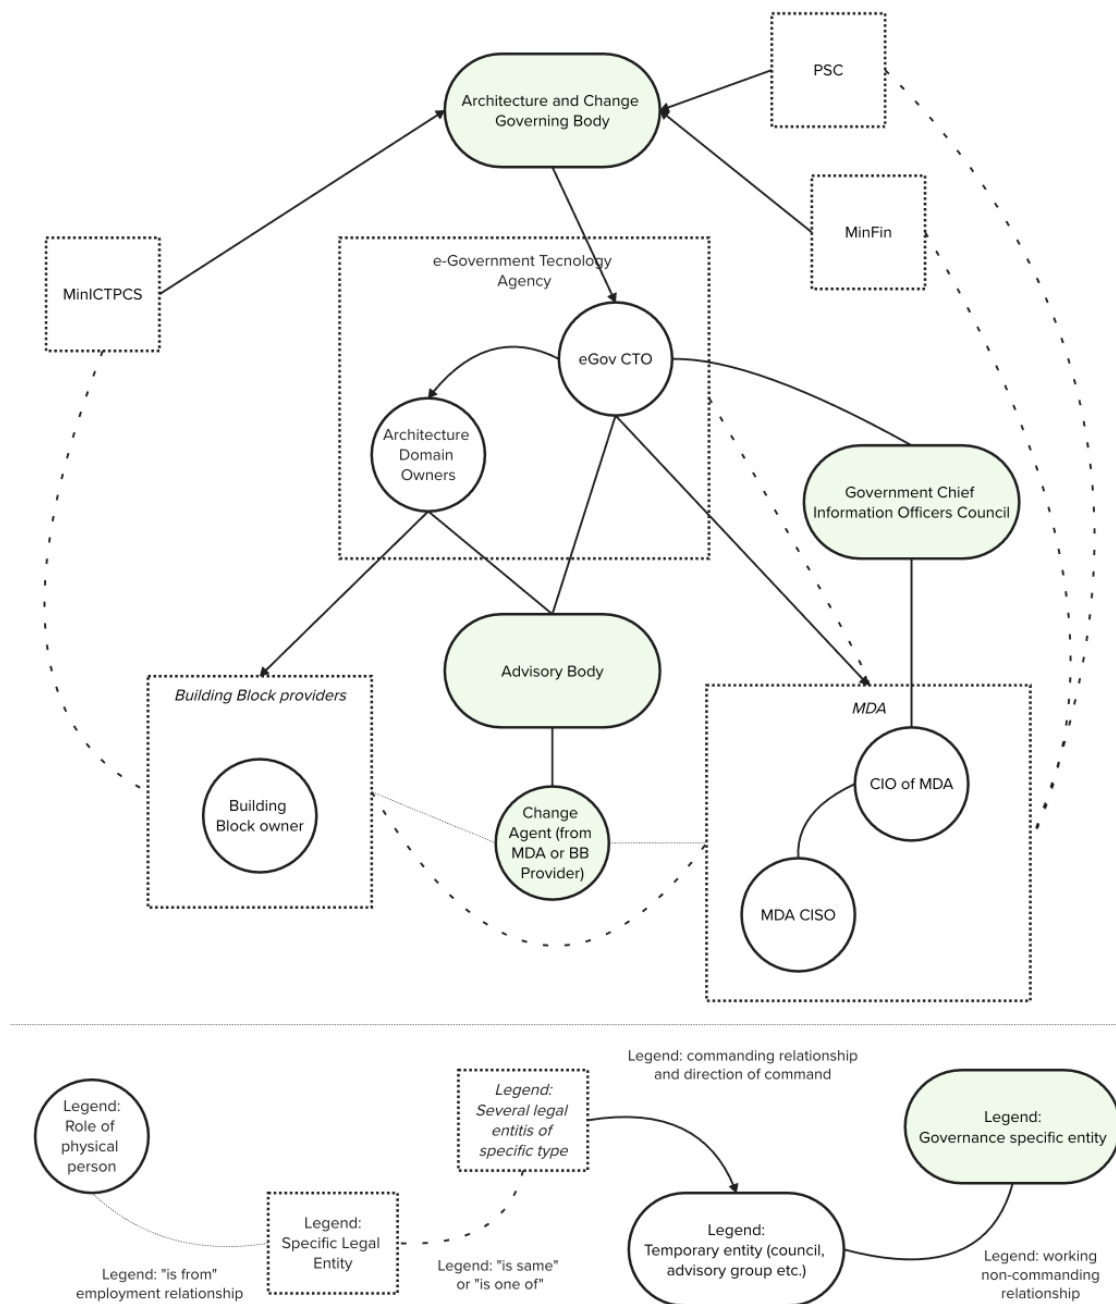 PSC
Architecture and Change
Governing Body
MinFin
MinICTPCS
e-Government Tecnology
Agency
eGov CTO
Architecture
Domain
Owners
Government Chief
Information Officers Council
Advisory Body
Building Block providers
MDA
Building
Block owner
Change
Agent (from
MDA or BB
Provider)
CIO of MDA
MDA CISO
Legend: commanding relationship
and direction of command
Legend:
Role of
physical
person
Legend:
Several legal
entitis of
specific type
Legend:
Governance specific entity
Legend:
Specific Legal
Entity
Legend:
Temporary entity (council,
advisory group etc.)
Legend: "is from"
employment relationship
Legend: "is same"
or "is one of"
Legend: working
non-commanding
relationship